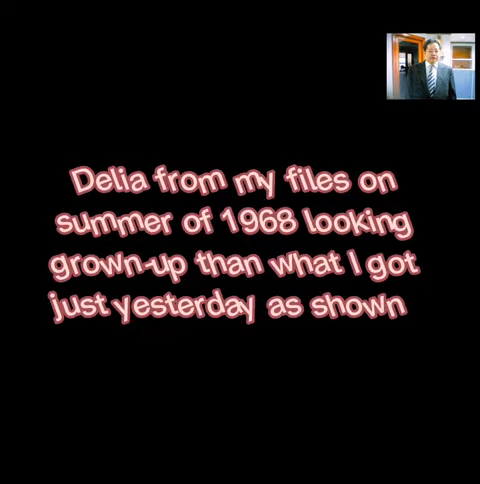 Delia from my files on
summer of 1968 looking
grown-up than what I got
just yesterday as shown